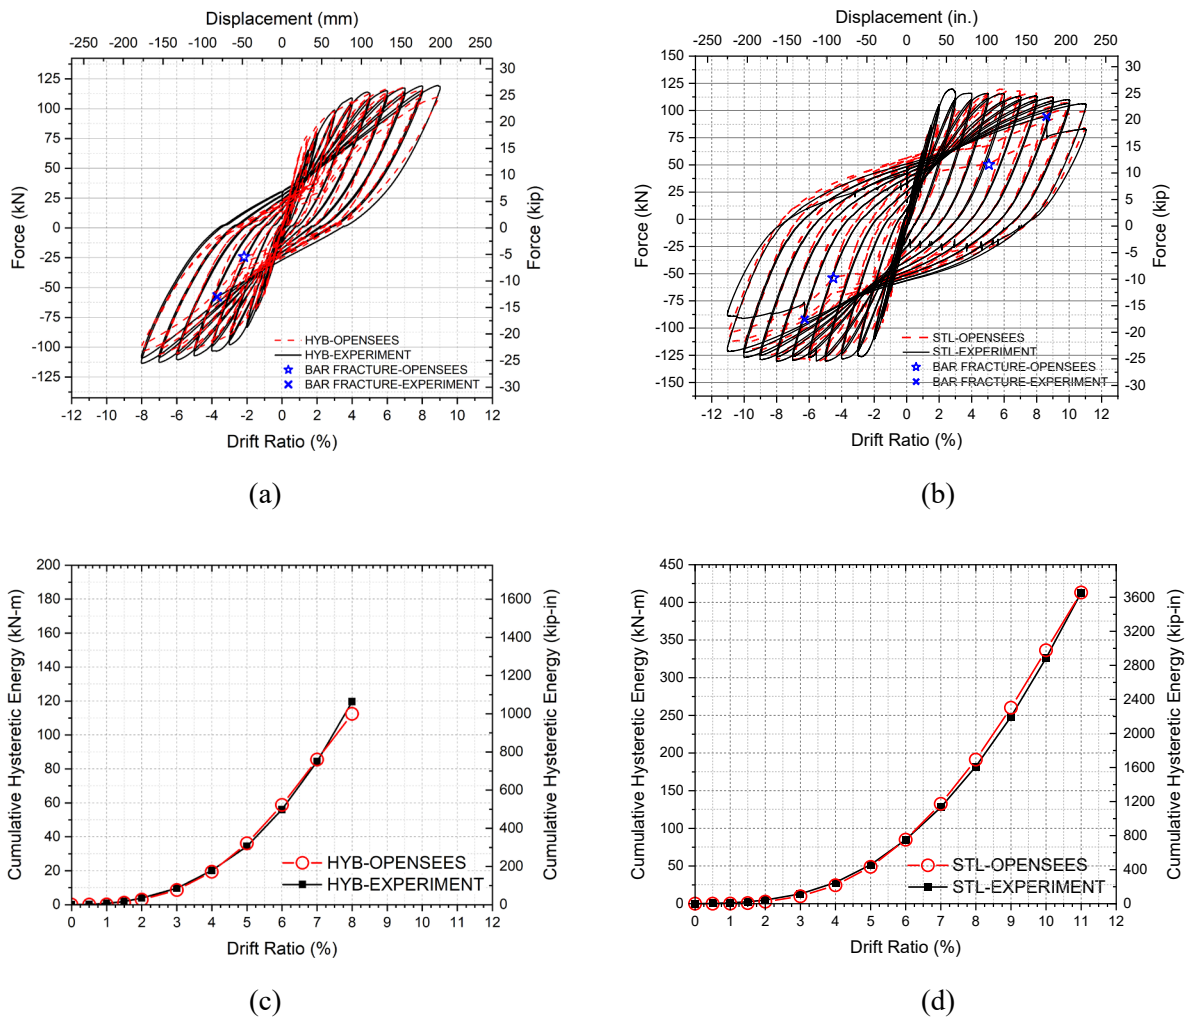 Displacement (mm)
-250 -200 -150 -100 -50 0 50 100 150 200 250
125 100 75 50 25 0 -25 -50 -75 -100 -125
30 25 20 15 10 5 0 -5 -10 -15 -20 -25 -30
Force (kN)
Force (kip)
HYB-OPENSEES
HYB-EXPERIMENT
BAR FRACTURE-OPENSEES
BAR FRACTURE-EXPERIMENT
-12 -10 -8 -6 -4 -2 0 2 4 6 8 10 12
Drift Ratio (%)
(a)
Displacement (in.)
-250 -200 -150 -100 -50 0 50 100 150 200 250
150 125 100 75 50 25 0 -25 -50 -75 -100 -125 -150
30 25 20 15 10 5 0 -5 -10 -15 -20 -25 -30
Force (kN)
Force (kip)
STL-OPENSEES
STL-EXPERIMENT
BAR FRACTURE-OPENSEES
BAR FRACTURE-EXPERIMENT
-12 -10 -8 -6 -4 -2 0 2 4 6 8 10 12
Drift Ratio (%)
(b)
200 180 160 140 120 100 80 60 40 20 0
1600 1400 1200 1000 800 600 400 200 0
Cumulative Hysteretic Energy (kN-m)
Cumulative Hysteretic Energy (kip-in)
HYB-OPENSEES
HYB-EXPERIMENT
0 1 2 3 4 5 6 7 8 9 10 11 12
Drift Ratio (%)
(c)
450 400 350 300 250 200 150 100 50 0
3600 3200 2800 2400 2000 1600 1200 800 400 0
Cumulative Hysteretic Energy (kN-m)
Cumulative Hysteretic Energy (kip-in)
STL-OPENSEES
STL-EXPERIMENT
0 1 2 3 4 5 6 7 8 9 10 11 12
Drift Ratio (%)
(d)